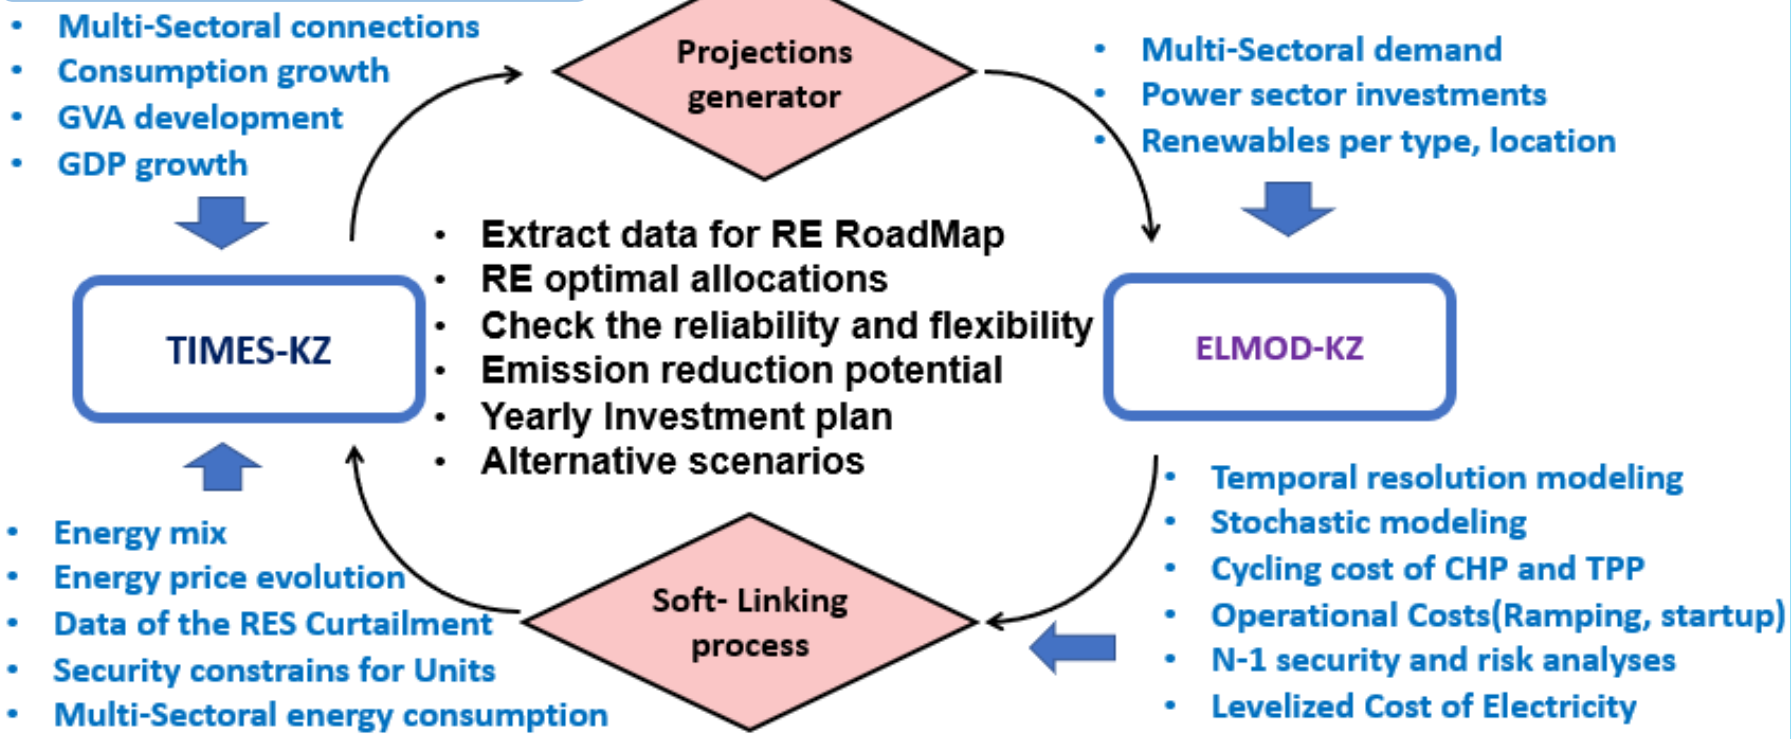 • Multi-Sectoral connections
• Consumption growth
• GVA development
• GDP growth
Projections
generator
• Multi-Sectoral demand
• Power sector investments
• Renewables per type, location
TIMES-KZ
• Extract data for RE RoadMap
• RE optimal allocations
• Check the reliability and flexibility
• Emission reduction potential
• Yearly Investment plan
• Alternative scenarios
ELMOD-KZ
• Energy mix
• Energy price evolution
• Data of the RES Curtailment
• Security constrains for Units
• Multi-Sectoral energy consumption
Soft- Linking
process
• Temporal resolution modeling
• Stochastic modeling
• Cycling cost of CHP and TPP
• Operational Costs(Ramping, startup)
• N-1 security and risk analyses
• Levelized Cost of Electricity